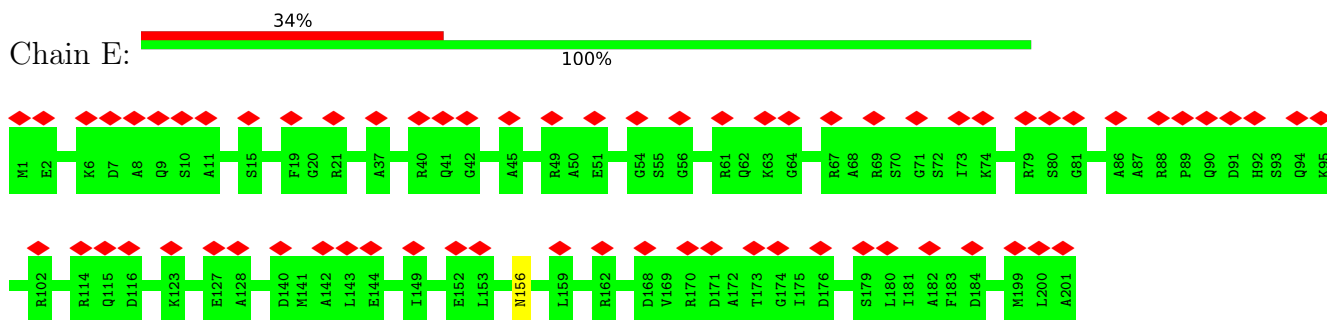 34%
Chain E:
100%
M1 E2 K6 D7 A8 Q9 S10 A11 S15 F19 G20 R21 A37 R40 Q41 G42 A45 R49 A50 E51 G54 S55 G56 R61 Q62 K63 G64 R67 A68 R69 S70 G71 S72 I73 K74 R79 S80 G81 A86 A87 R88 P89 Q90 D91 H92 S93 Q94 K95
R102 R114 Q115 D116 K123 E127 A128 D140 M141 A142 L143 E144 I149 E152 L153 N156 L159 R162 D168 V169 R170 D171 A172 T173 G174 I175 D176 S179 L180 I181 A182 F183 D184 M199 L200 A201